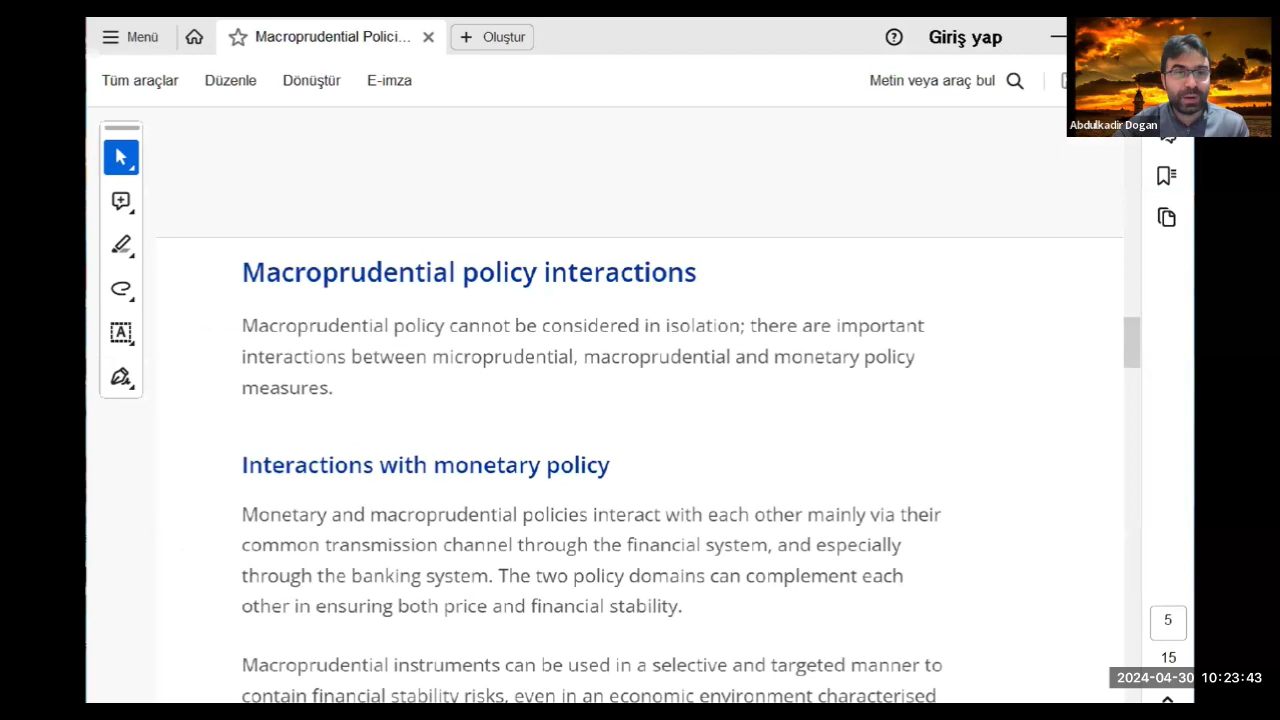 Menü
Macroprudential Polici...
Oluştur
Giriş yap
Tüm araçlar
Düzenle
Dönüştür
E-imza
Metin veya araç bul
Abdulkadir Dogan
Macroprudential policy interactions
Macroprudential policy cannot be considered in isolation; there are important
interactions between microprudential, macroprudential and monetary policy
measures.
Interactions with monetary policy
Monetary and macroprudential policies interact with each other mainly via their
common transmission channel through the financial system, and especially
through the banking system. The two policy domains can complement each
other in ensuring both price and financial stability.
Macroprudential instruments can be used in a selective and targeted manner to
contain financial stability risks, even in an economic environment characterised
5
15
2024-04-30 10:23:43